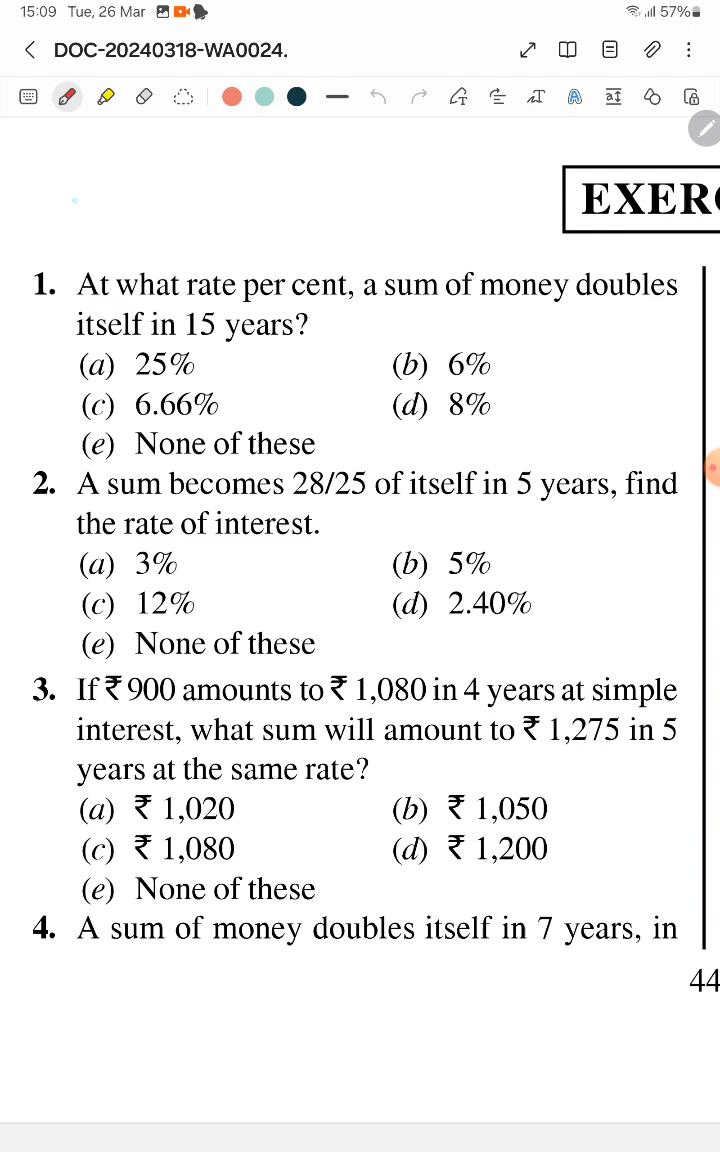 15:09 Tue, 26 Mar 57%
DOC-20240318-WA0024.
EXER
1. At what rate per cent, a sum of money doubles
itself in 15 years?
(a) 25% (b) 6%
(c) 6.66% (d) 8%
(e) None of these
2. A sum becomes 28/25 of itself in 5 years, find
the rate of interest.
(a) 3% (b) 5%
(c) 12% (d) 2.40%
(e) None of these
3. If ₹ 900 amounts to ₹ 1,080 in 4 years at simple
interest, what sum will amount to ₹ 1,275 in 5
years at the same rate?
(a) ₹ 1,020 (b) ₹ 1,050
(c) ₹ 1,080 (d) ₹ 1,200
(e) None of these
4. A sum of money doubles itself in 7 years, in
44